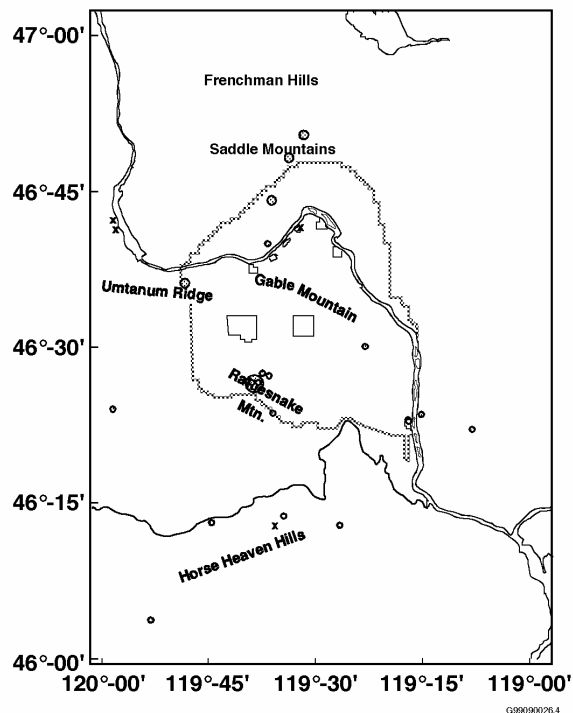 47°-00'
Frenchman Hills
Saddle Mountains
46°-45'
Umtanum Ridge
Gable Mountain
46°-30'
Rattlesnake
Mtn.
46°-15'
Horse Heaven Hills
46°-00'
120°-00' 119°-45' 119°-30' 119°-15' 119°-00'
G99090026.4